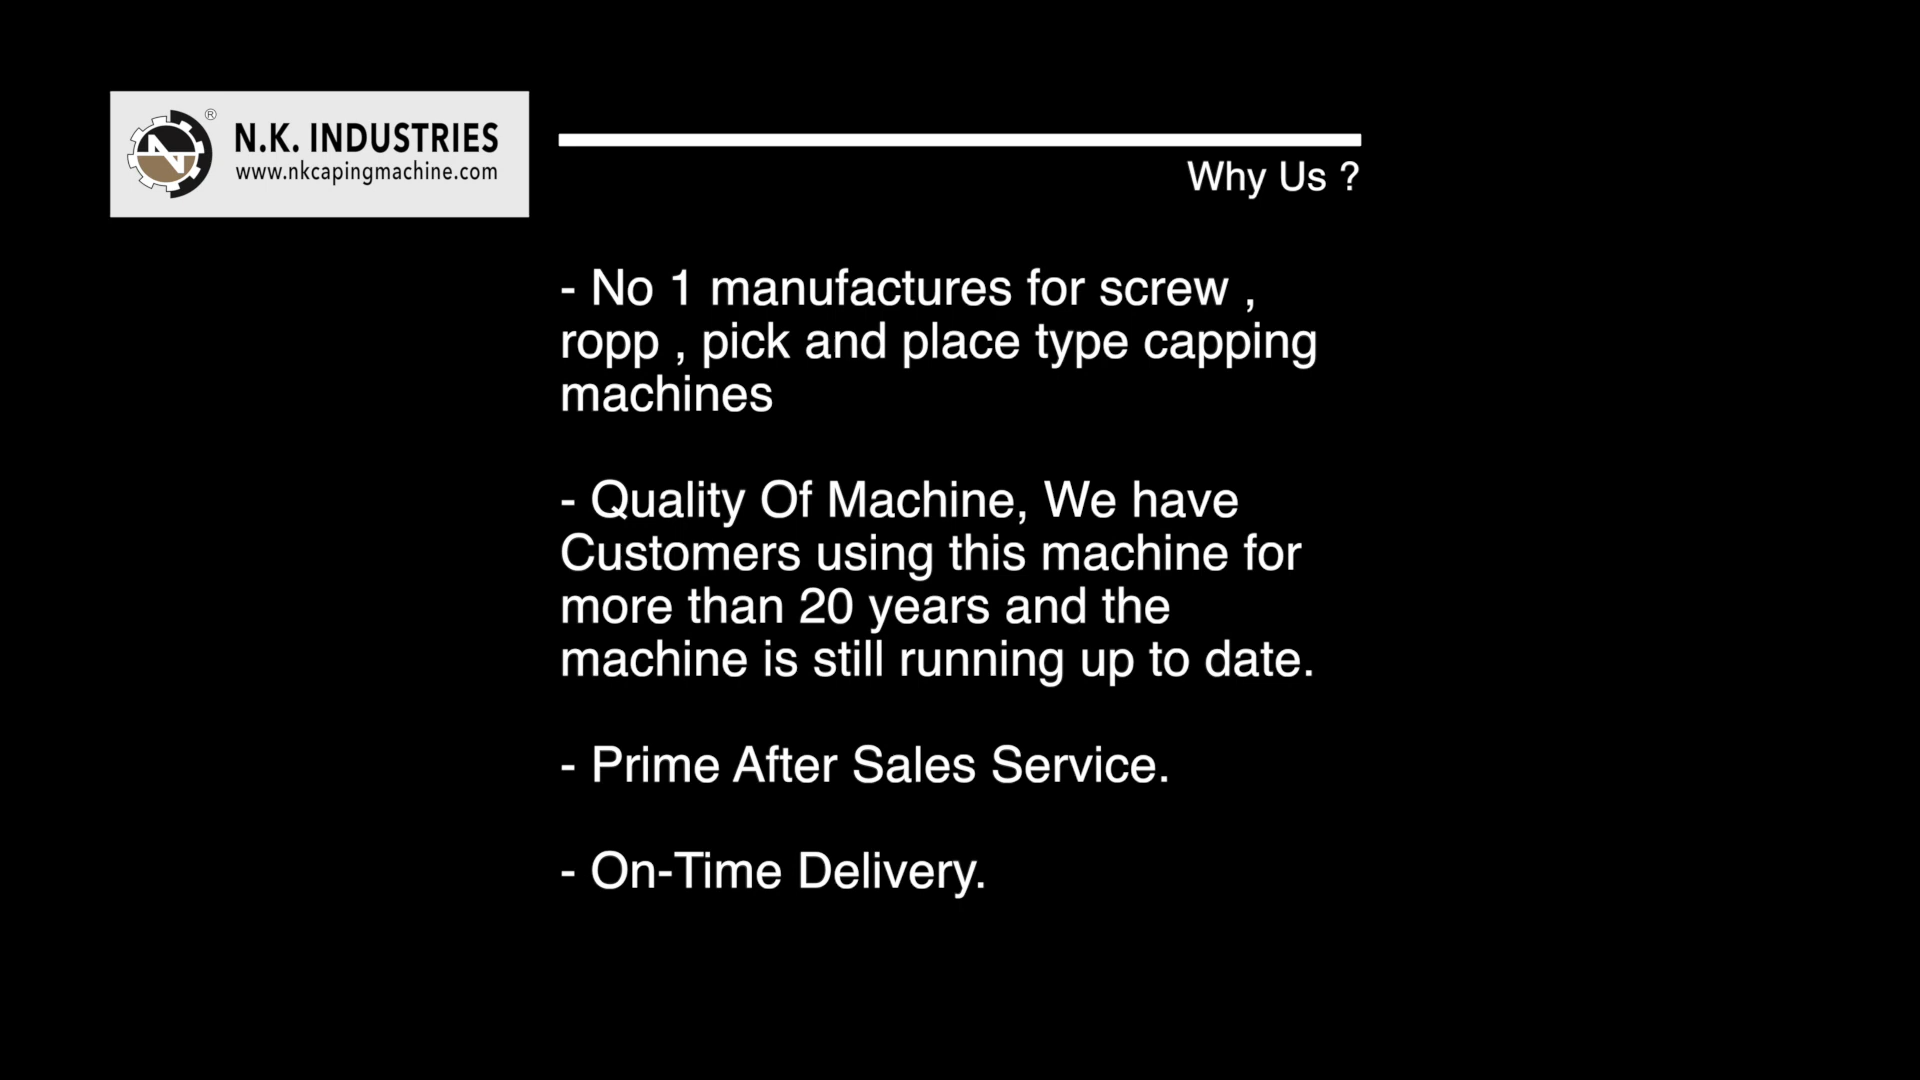 N.K. INDUSTRIES
www.nkcapingmachine.com
®
Why Us ?
- No 1 manufactures for screw ,
ropp , pick and place type capping
machines
- Quality Of Machine, We have
Customers using this machine for
more than 20 years and the
machine is still running up to date.
- Prime After Sales Service.
- On-Time Delivery.